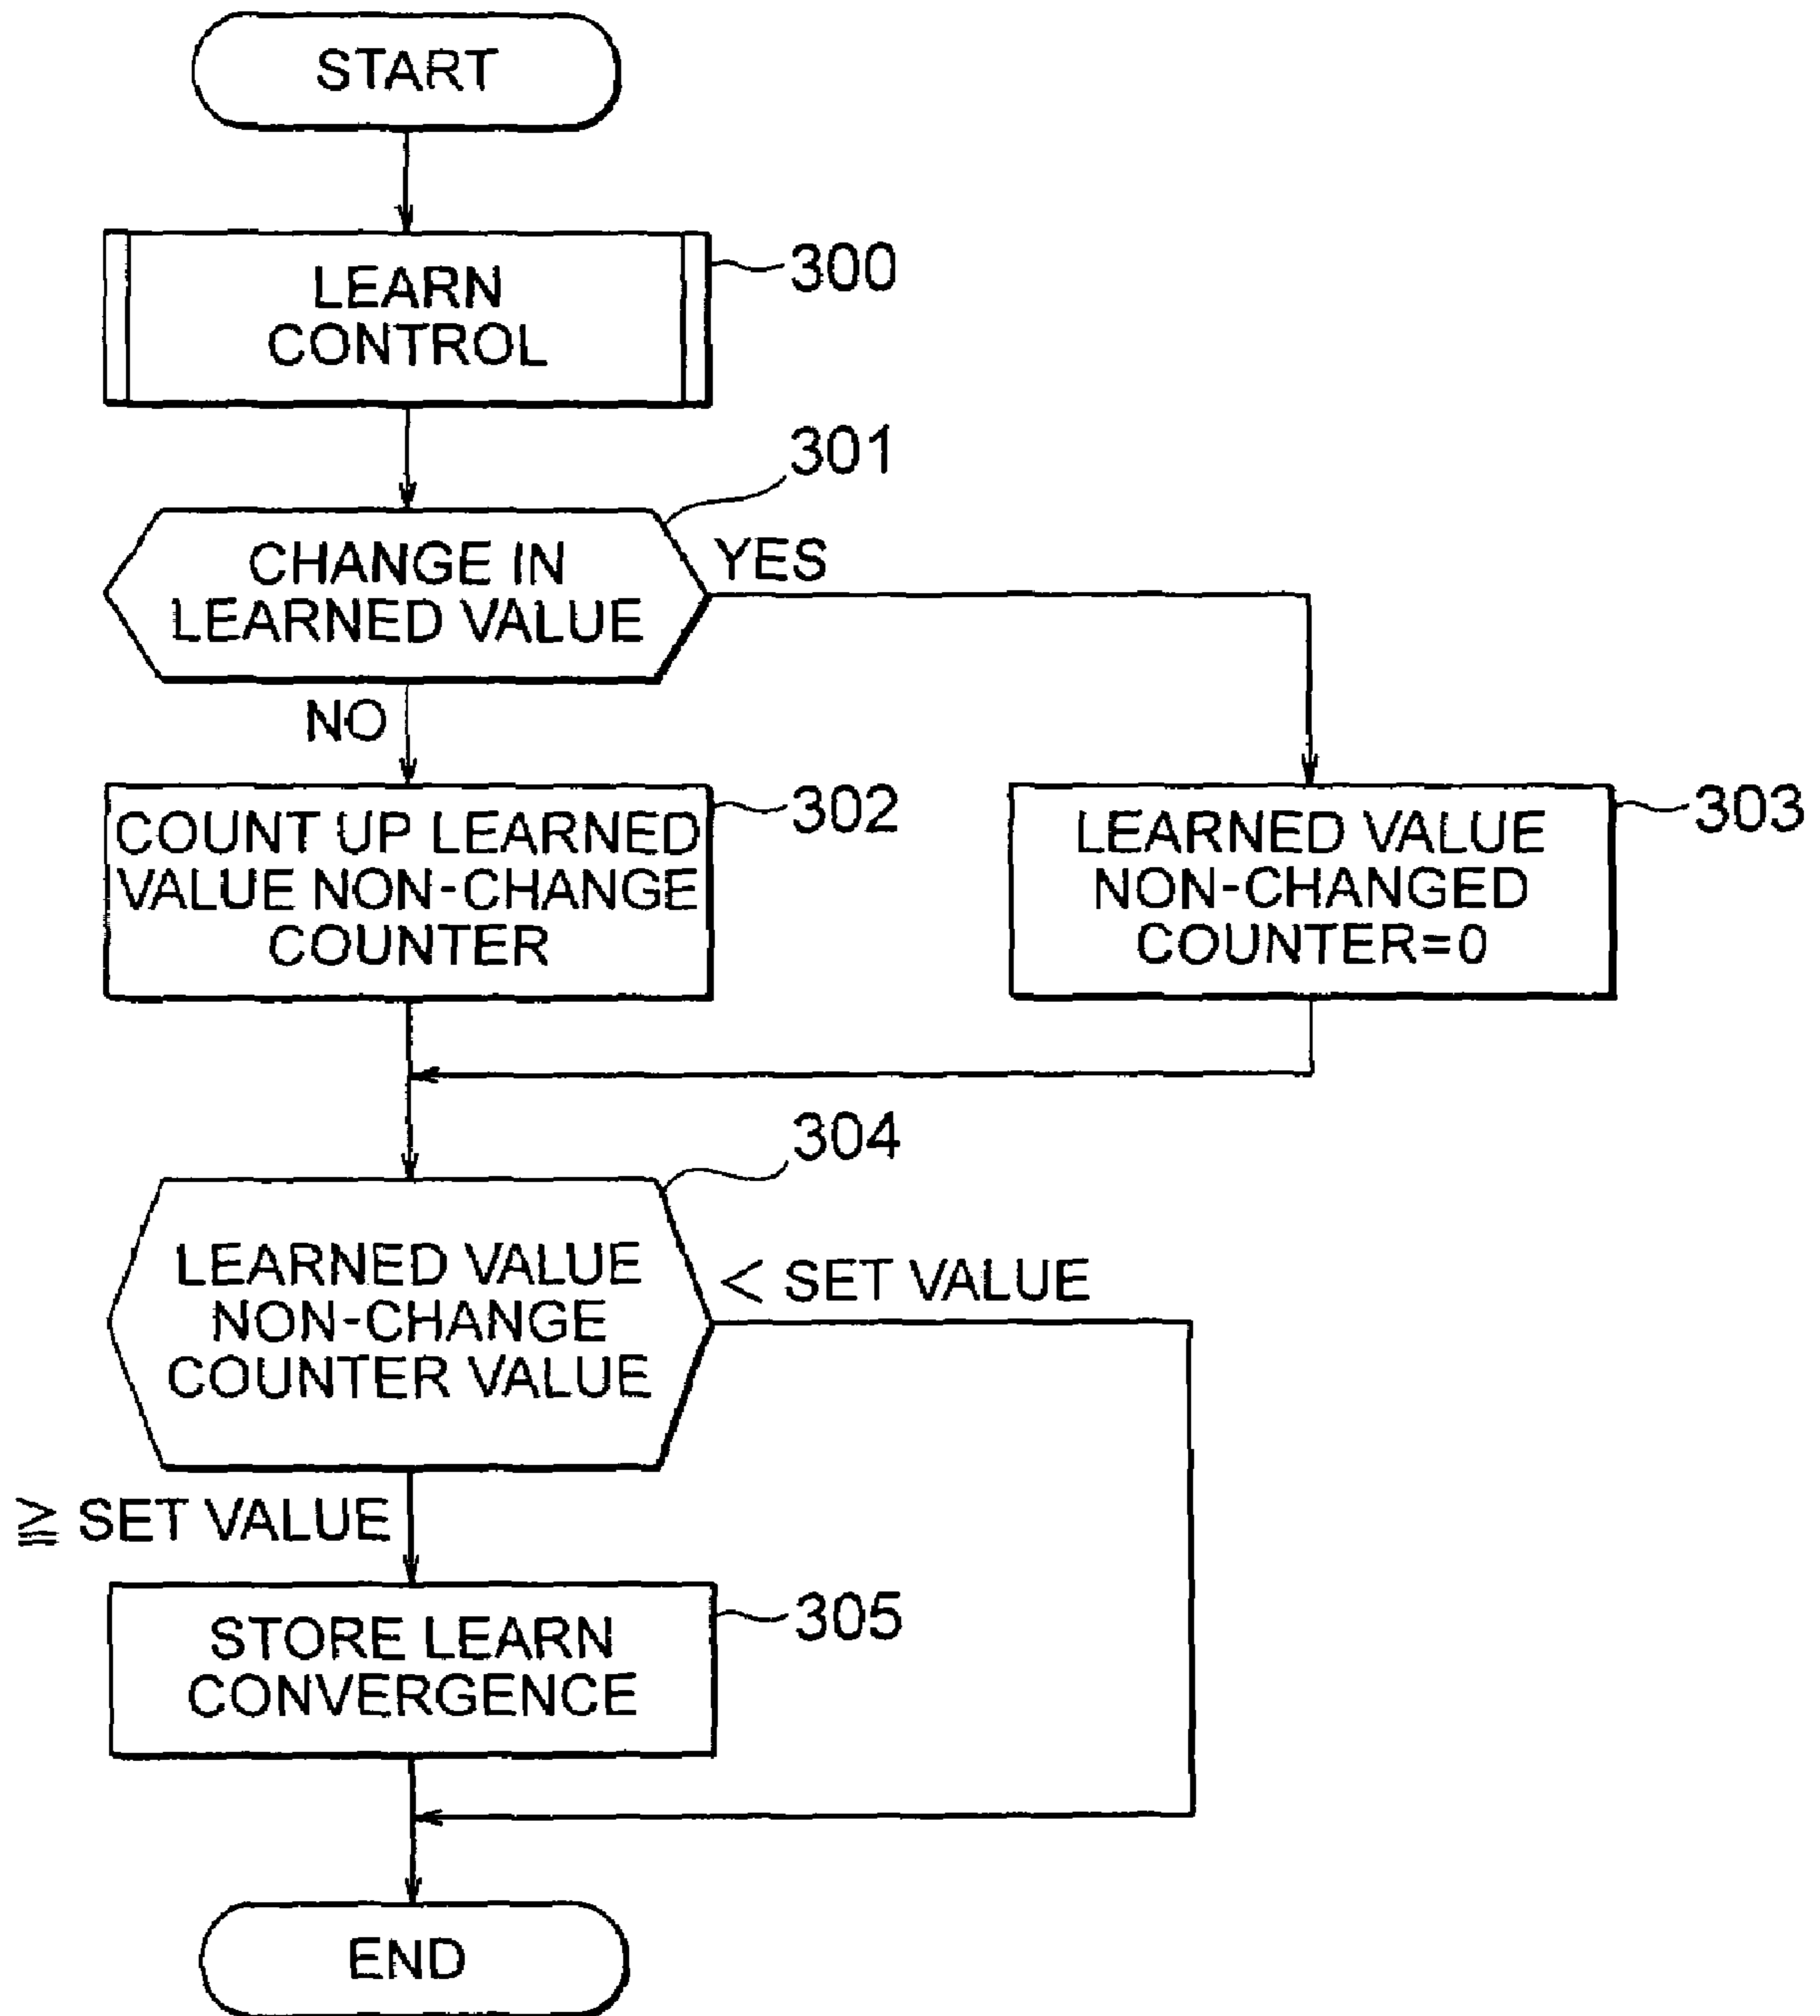 START
LEARN
CONTROL
300
301
CHANGE IN
LEARNED VALUE
YES
NO
COUNT UP LEARNED
VALUE NON-CHANGE
COUNTER
302
LEARNED VALUE
NON-CHANGED
COUNTER=0
303
304
LEARNED VALUE
NON-CHANGE
COUNTER VALUE
< SET VALUE
≧ SET VALUE
STORE LEARN
CONVERGENCE
305
END